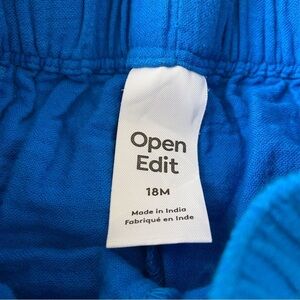 Open
Edit
18M
Made in India
Fabriqué en Inde